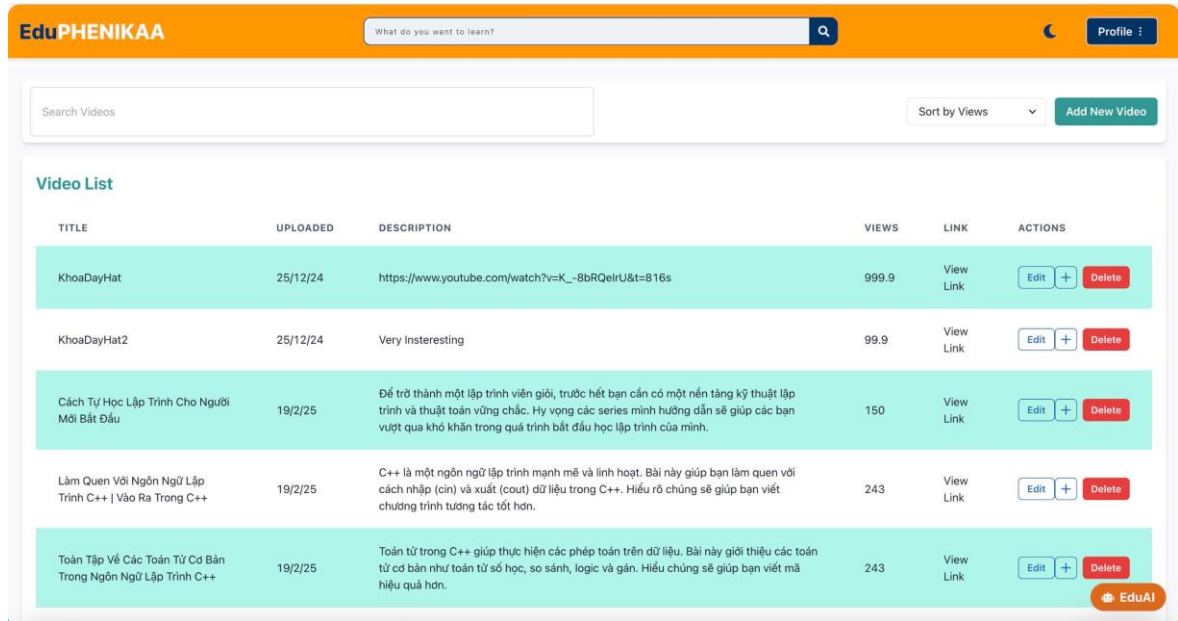 EduPHENIKAA
What do you want to learn?
Profile ⋮
Search Videos
Sort by Views
Add New Video
Video List
TITLE UPLOADED DESCRIPTION VIEWS LINK ACTIONS
KhoaDayHat 25/12/24 https://www.youtube.com/watch?v=K_-8bRQelrU&t=816s 999.9 View
Link Edit + Delete
KhoaDayHat2 25/12/24 Very Insteresting 99.9 View
Link Edit + Delete
Cách Tự Học Lập Trình Cho Người
Mới Bắt Đầu
19/2/25
Để trở thành một lập trình viên giỏi, trước hết bạn cần có một nền tảng kỹ thuật lập
trình và thuật toán vững chắc. Hy vọng các series mình hướng dẫn sẽ giúp các bạn
vượt qua khó khăn trong quá trình bắt đầu học lập trình của mình.
150
View
Link
Edit + Delete
Làm Quen Với Ngôn Ngữ Lập
Trình C++ | Vào Ra Trong C++
19/2/25
C++ là một ngôn ngữ lập trình mạnh mẽ và linh hoạt. Bài này giúp bạn làm quen với
cách nhập (cin) và xuất (cout) dữ liệu trong C++. Hiểu rõ chúng sẽ giúp bạn viết
chương trình tương tác tốt hơn.
243
View
Link
Edit + Delete
Toàn Tập Về Các Toán Tử Cơ Bản
Trong Ngôn Ngữ Lập Trình C++
19/2/25
Toán tử trong C++ giúp thực hiện các phép toán trên dữ liệu. Bài này giới thiệu các toán
tử cơ bản như toán tử số học, so sánh, logic và gán. Hiểu chúng sẽ giúp bạn viết mã
hiệu quả hơn.
243
View
Link
Edit + Delete
EduAI